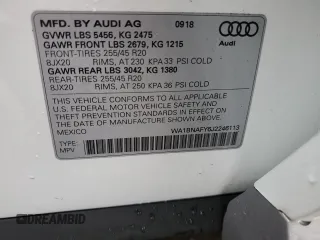 MFD. BY AUDI AG 0918
GVWR LBS 5456, KG 2475
GAWR FRONT LBS 2679, KG 1215
FRONT-TIRES 255/45 R20
8JX20 RIMS, AT 230 KPA 33 PSI COLD
GAWR REAR LBS 3042, KG 1380
REAR-TIRES 255/45 R20
8JX20 RIMS, AT 250 KPA 36 PSI COLD
THIS VEHICLE CONFORMS TO ALL APPLICABLE
U.S. FEDERAL MOTOR VEHICLE SAFETY
STANDARDS IN EFFECT ON THE DATE OF
MANUFACTURE SHOWN ABOVE.
MEXICO WA1BNAFY6J2246113
TYPE:
MPV
Audi
© DREAMBID